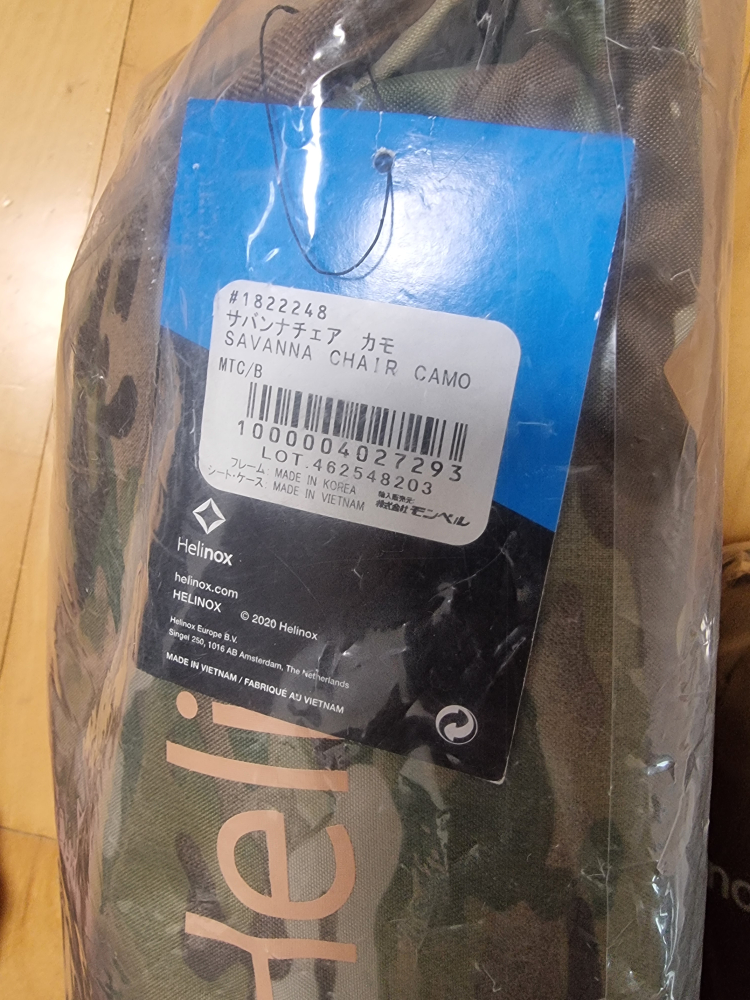 #1822248
サバンナチェア カモ
SAVANNA CHAIR CAMO
MTC/B
1000004027293
LOT.462548203
フレーム: MADE IN KOREA
シート・ケース: MADE IN VIETNAM
輸入販売元:
株式会社 モンベル
Helinox
helinox.com
HELINOX © 2020 Helinox
Helinox Europe B.V.
Singel 250, 1016 AB Amsterdam, The Netherlands
MADE IN VIETNAM / FABRIQUÉ AU VIETNAM
Heli